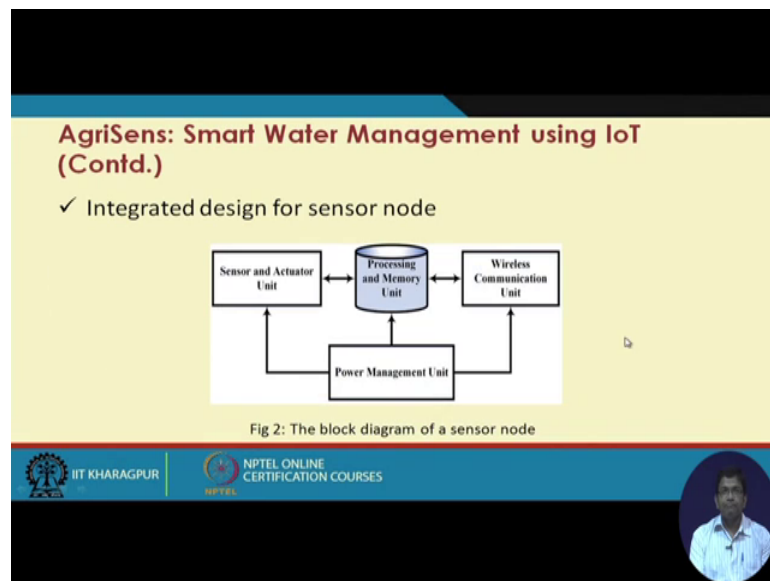 AgriSens: Smart Water Management using IoT
(Contd.)
✓ Integrated design for sensor node
Sensor and Actuator
Unit
Processing
and Memory
Unit
Wireless
Communication
Unit
Power Management Unit
Fig 2: The block diagram of a sensor node
IIT KHARAGPUR
NPTEL
NPTEL ONLINE
CERTIFICATION COURSES